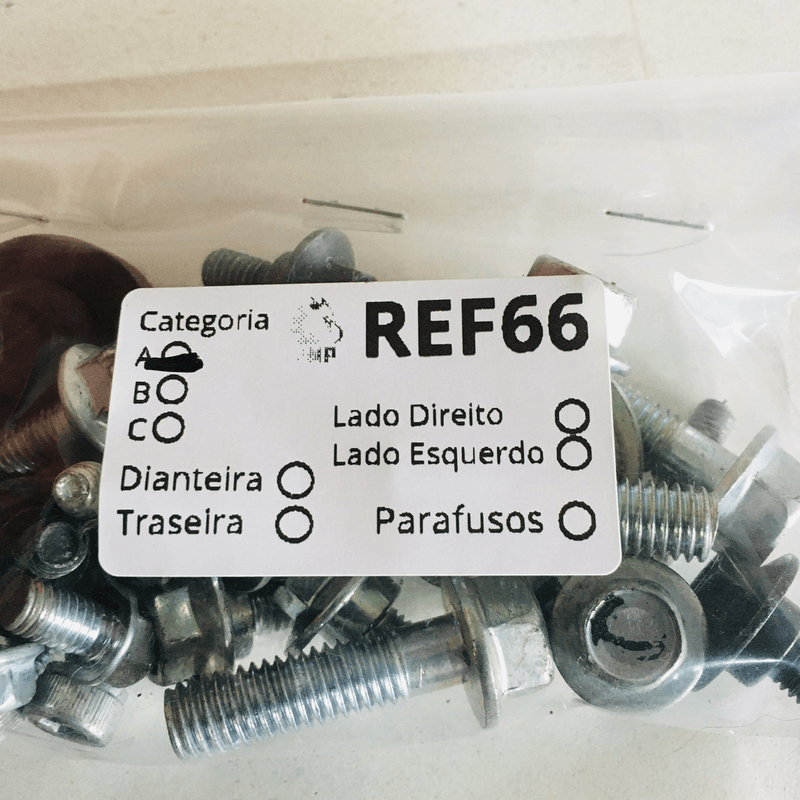 Categoria
REF66
A
B
C
Lado Direito
Lado Esquerdo
Dianteira
Traseira
Parafusos